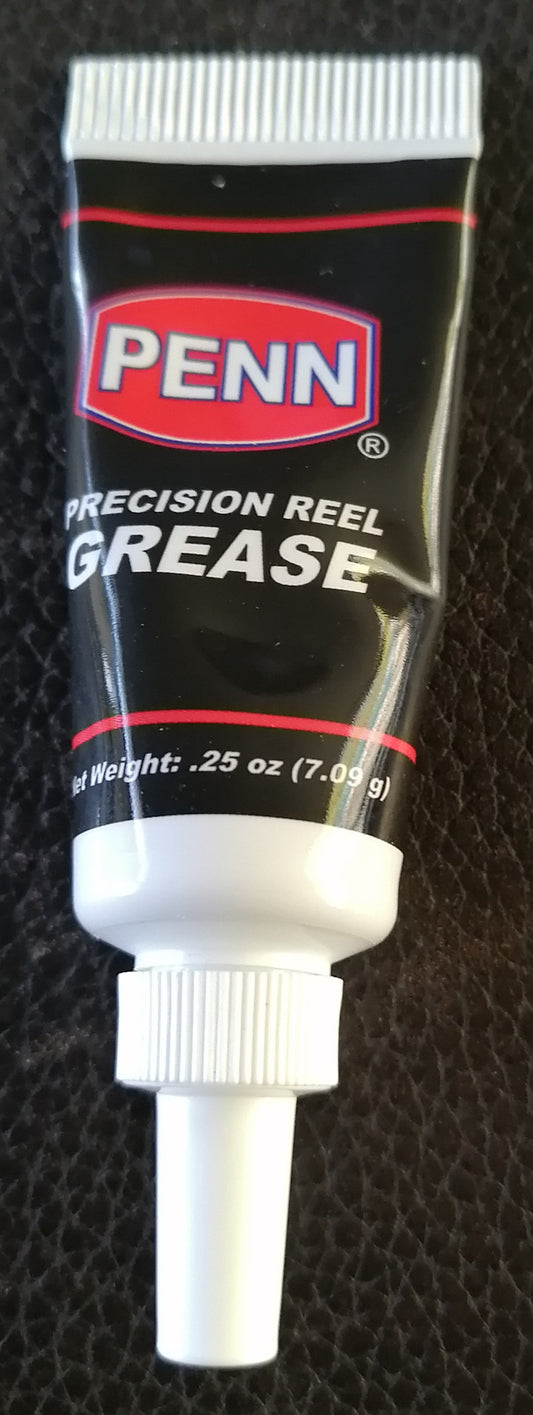 PENN
®
PRECISION REEL
GREASE
Net Weight: .25 oz (7.09 g)